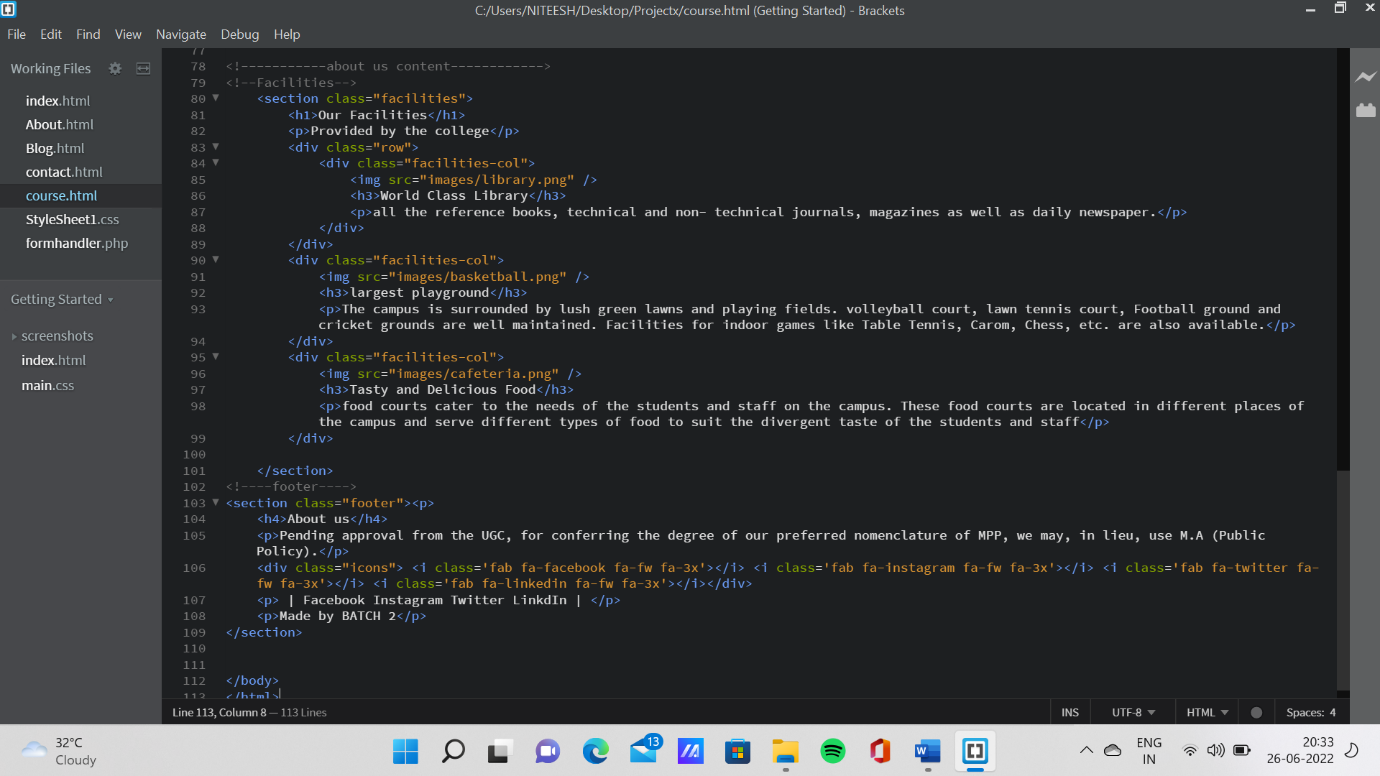 C:/Users/NITEESH/Desktop/Projectx/course.html (Getting Started) - Brackets
File Edit Find View Navigate Debug Help
Working Files
index.html
About.html
Blog.html
contact.html
course.html
StyleSheet1.css
formhandler.php
Getting Started
screenshots
index.html
main.css
77
78 <!-----------about us content------------>
79 <!--Facilities-->
80 <section class="facilities">
81 <h1>Our Facilities</h1>
82 <p>Provided by the college</p>
83 <div class="row">
84 <div class="facilities-col">
85 <img src="images/library.png" />
86 <h3>World Class Library</h3>
87 <p>all the reference books, technical and non- technical journals, magazines as well as daily newspaper.</p>
88 </div>
89 </div>
90 <div class="facilities-col">
91 <img src="images/basketball.png" />
92 <h3>largest playground</h3>
93 <p>The campus is surrounded by lush green lawns and playing fields. volleyball court, lawn tennis court, Football ground and
cricket grounds are well maintained. Facilities for indoor games like Table Tennis, Carom, Chess, etc. are also available.</p>
94 </div>
95 <div class="facilities-col">
96 <img src="images/cafeteria.png" />
97 <h3>Tasty and Delicious Food</h3>
98 <p>food courts cater to the needs of the students and staff on the campus. These food courts are located in different places of
the campus and serve different types of food to suit the divergent taste of the students and staff</p>
99 </div>
100
101 </section>
102 <!----footer---->
103 <section class="footer"><p>
104 <h4>About us</h4>
105 <p>Pending approval from the UGC, for conferring the degree of our preferred nomenclature of MPP, we may, in lieu, use M.A (Public
Policy).</p>
106 <div class="icons"> <i class='fab fa-facebook fa-fw fa-3x'></i> <i class='fab fa-instagram fa-fw fa-3x'></i> <i class='fab fa-twitter fa-
fw fa-3x'></i> <i class='fab fa-linkedin fa-fw fa-3x'></i></div>
107 <p> | Facebook Instagram Twitter LinkdIn | </p>
108 <p>Made by BATCH 2</p>
109 </section>
110
111
112 </body>
113 </html>
Line 113, Column 8 — 113 Lines
INS UTF-8 HTML Spaces: 4
32°C
Cloudy
13
ENG
IN
20:33
26-06-2022